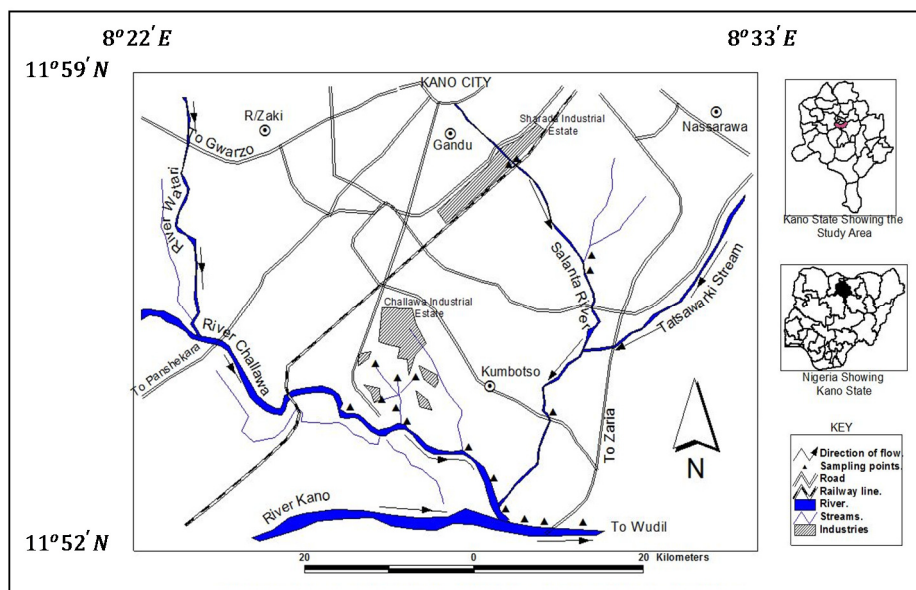 8°22′E
8°33′E
11°59′N
KANO CITY
R/Zaki
To Gwarzo
Gandu
Sharada Industrial
Estate
Nassarawa
River Watari
Salanta River
Tatsawarki Stream
Challawa Industrial
Estate
River Challawa
To Panshekara
Kumbotso
To Zaria
N
River Kano
To Wudil
11°52′N
20 0 20 Kilometers
Kano State Showing the
Study Area
Nigeria Showing
Kano State
KEY
Direction of flow.
Sampling points.
Road
Railway line.
River.
Streams.
Industries